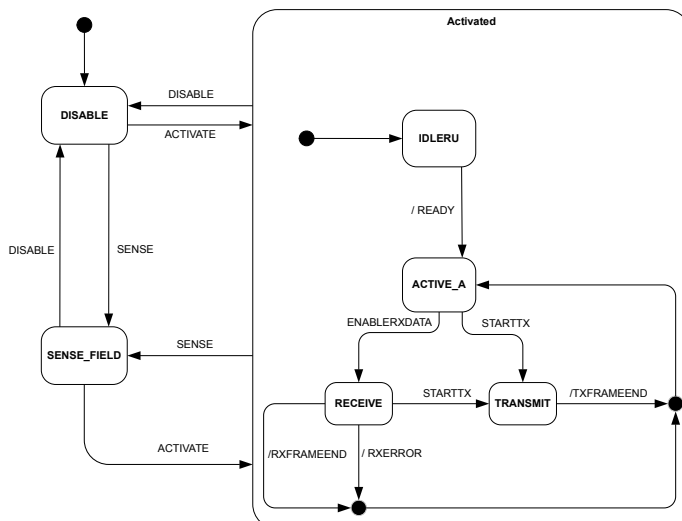 Activated
DISABLE
DISABLE
ACTIVATE
IDLERU
/ READY
DISABLE
SENSE
ACTIVE_A
ENABLERXDATA
STARTTX
SENSE_FIELD
SENSE
RECEIVE
STARTTX
TRANSMIT
/TXFRAMEEND
ACTIVATE
/RXFRAMEEND
/ RXERROR